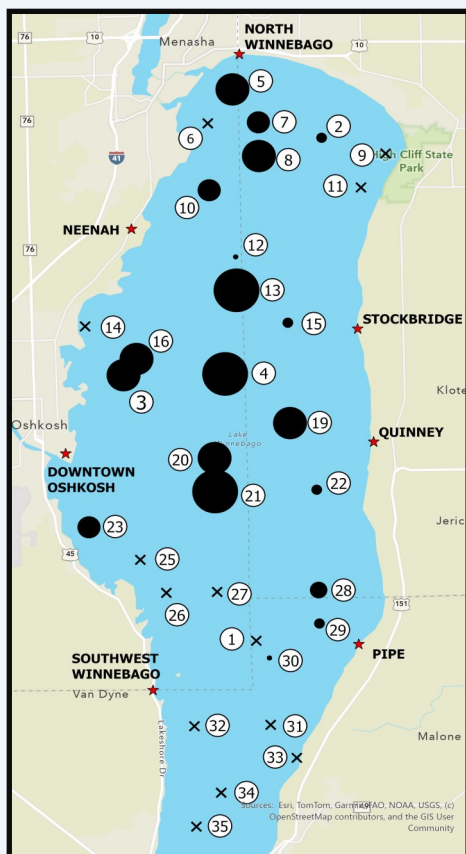 NORTH
WINNEBAGO
Menasha
76
10
10
5
7
2
6
76
8
9
High Cliff State
Park
41
11
10
NEENAH
76
12
13
14
15
STOCKBRIDGE
16
4
3
Klote
19
Oshkosh
QUINNEY
Lake
Winnebago
20
DOWNTOWN
OSHKOSH
21
22
23
Jeric
45
25
26
27
28
151
29
1
PIPE
30
SOUTHWEST
WINNEBAGO
Van Dyne
32
31
Malone
33
Lakeshore Dr
34
Sources: Esri, TomTom, Garmin, FAO, NOAA, USGS, (c)
OpenStreetMap contributors, and the GIS User
Community
35